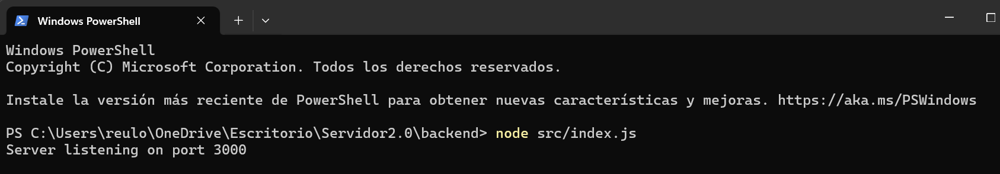 Windows PowerShell
Windows PowerShell
Copyright (C) Microsoft Corporation. Todos los derechos reservados.
Instale la versión más reciente de PowerShell para obtener nuevas características y mejoras. https://aka.ms/PSWindows
PS C:\Users\reulo\OneDrive\Escritorio\Servidor2.0\backend> node src/index.js
Server listening on port 3000